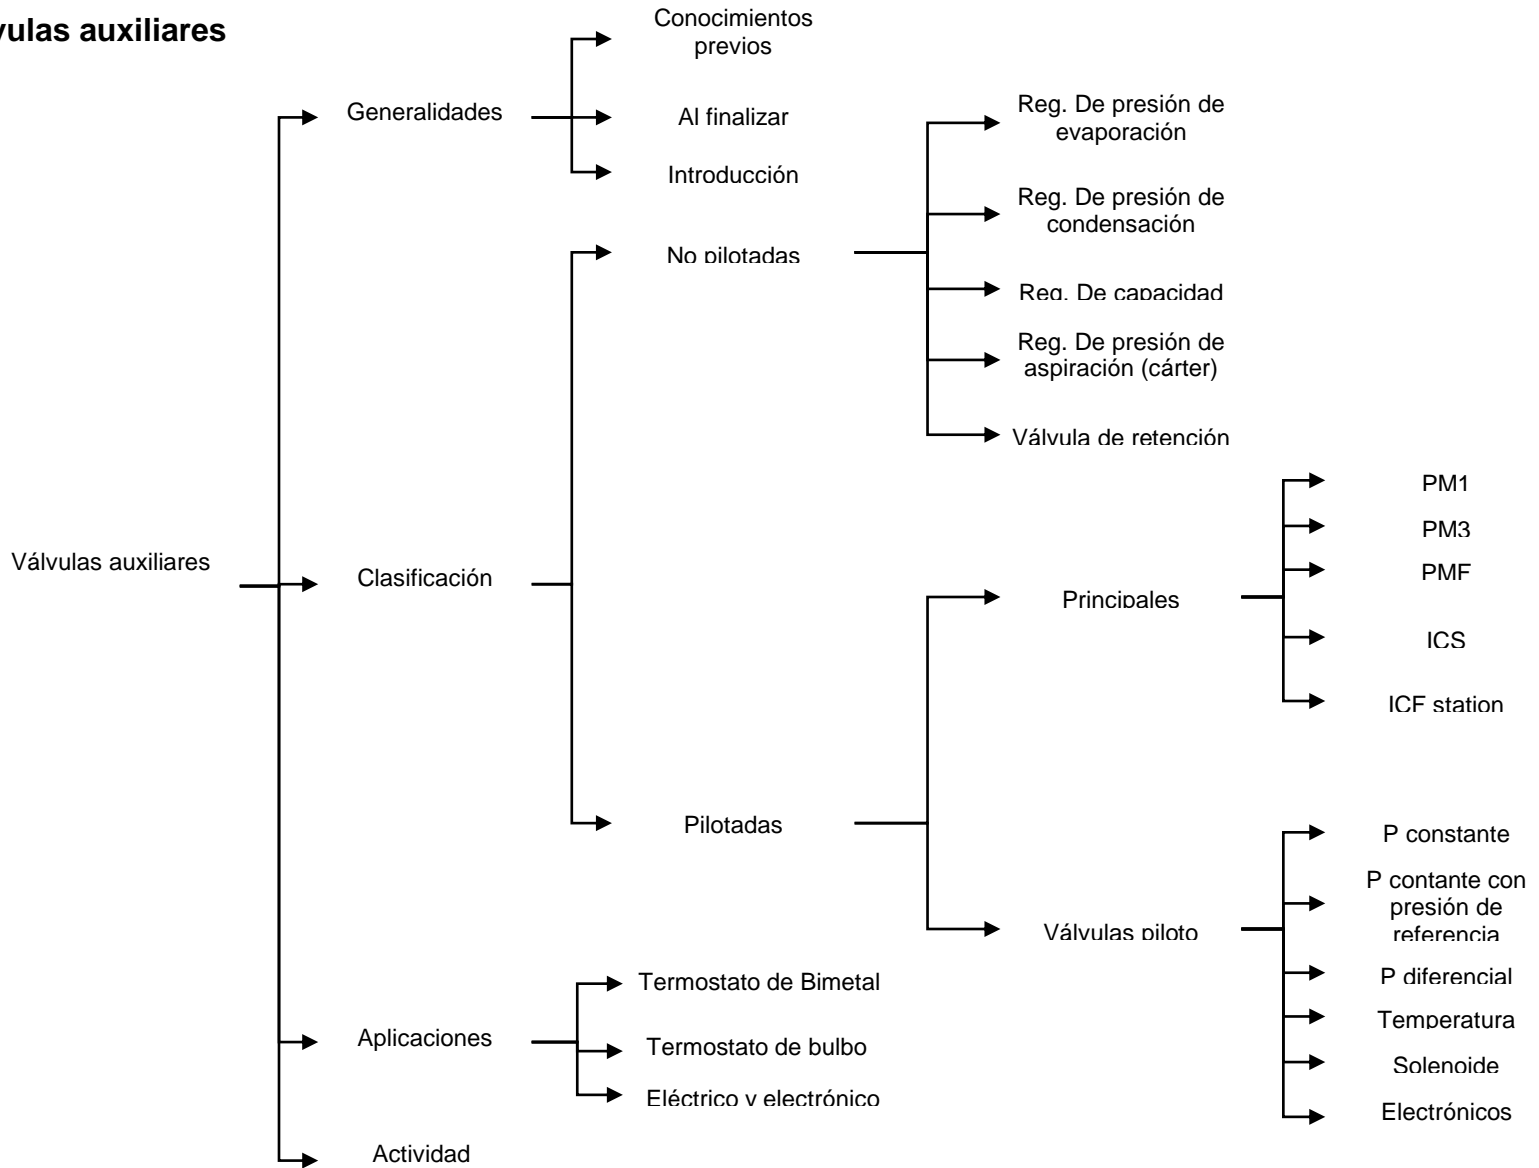 vulas auxiliares
Conocimientos
previos
Generalidades
Al finalizar
Introducción
Reg. De presión de
evaporación
Reg. De presión de
condensación
No pilotadas
Reg. De capacidad
Reg. De presión de
aspiración (cárter)
Válvula de retención
Válvulas auxiliares
Clasificación
Principales
PM1
PM3
PMF
ICS
ICF station
Pilotadas
Válvulas piloto
P constante
P contante con
presión de
referencia
P diferencial
Temperatura
Solenoide
Electrónicos
Aplicaciones
Termostato de Bimetal
Termostato de bulbo
Eléctrico y electrónico
Actividad